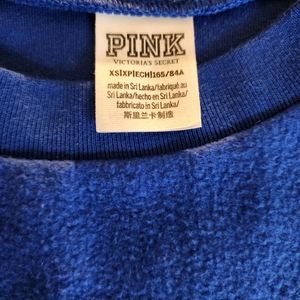 PINK
VICTORIA'S SECRET
XS|XP|ECH|165/84A
made in Sri Lanka/fabriqué au
Sri Lanka/hecho en Sri Lanka/
fabbricato in Sri Lanka/
斯里兰卡制造